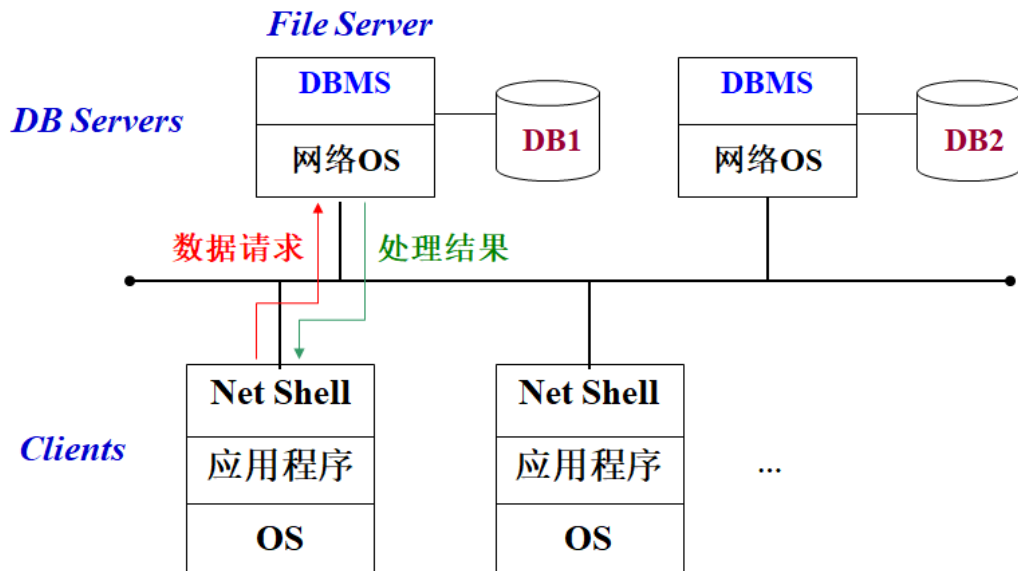 File Server
DBMS
DBMS
DB Servers
DB1
DB2
网络OS
网络OS
数据请求
处理结果
Net Shell
Net Shell
Clients
应用程序
应用程序
...
OS
OS